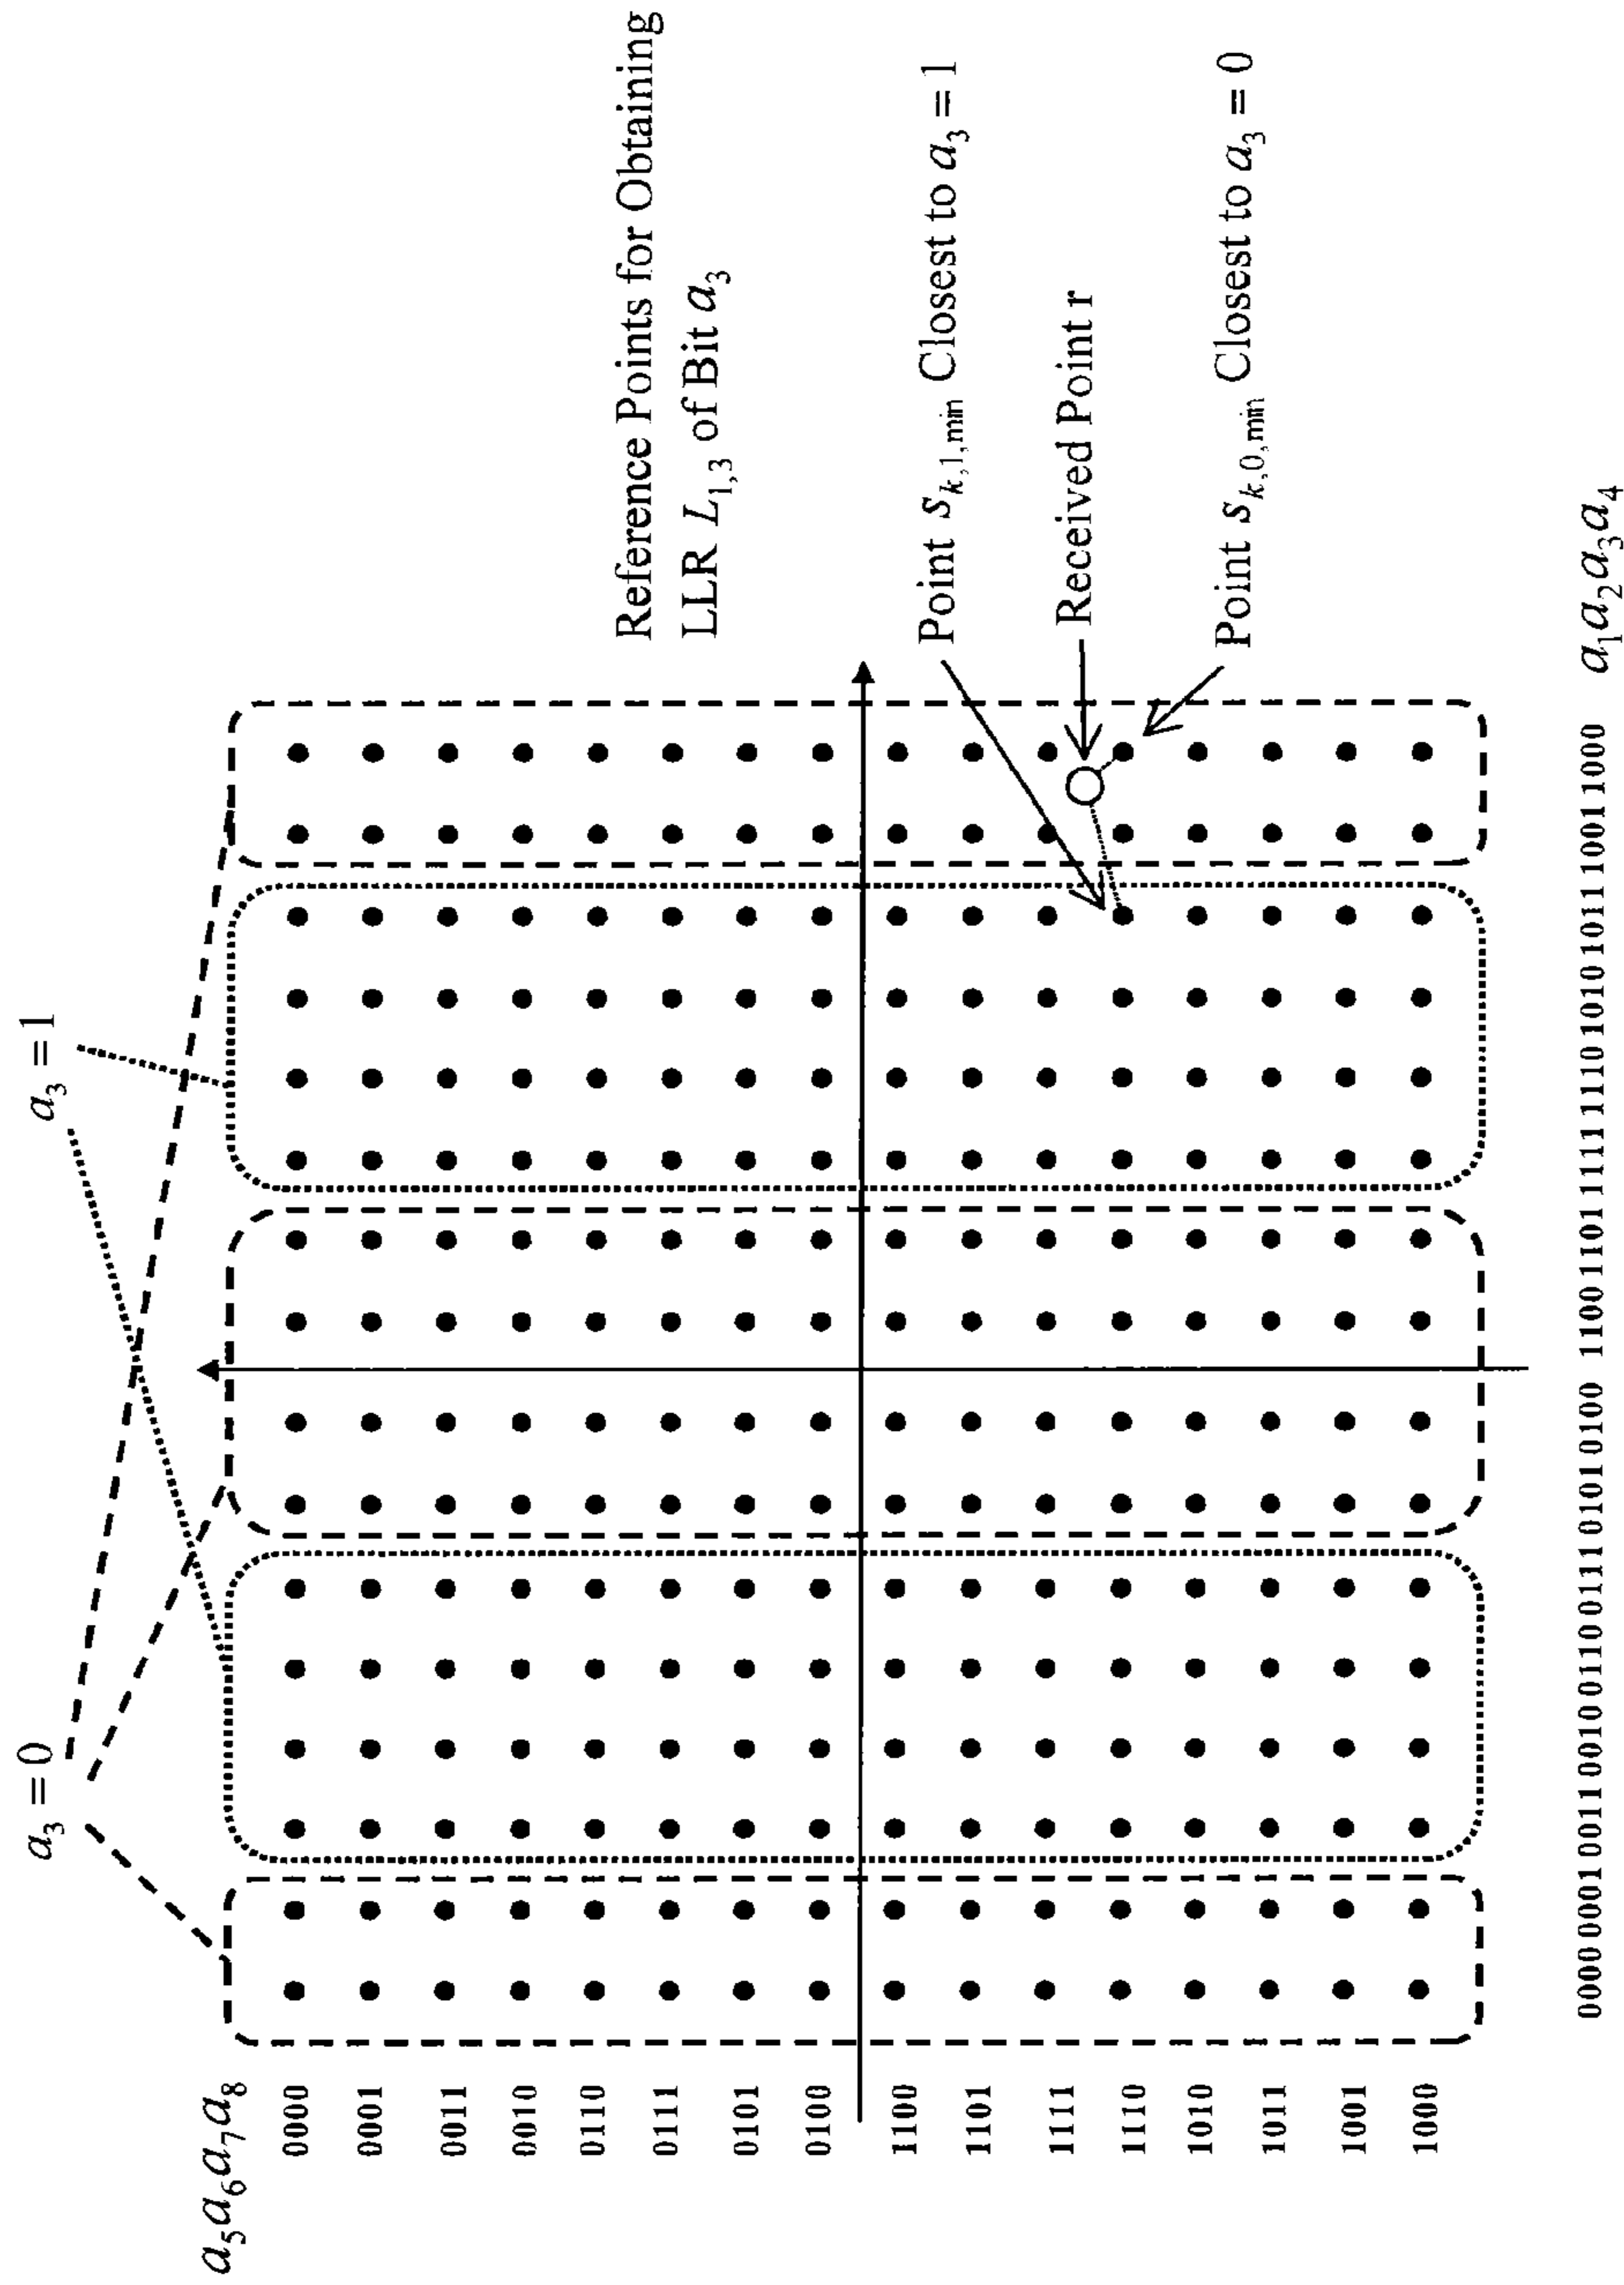 a₃ = 0
a₃ = 1
a₅a₆a₇a₈
0000
0001
0011
0010
0110
0111
0101
0100
1100
1101
1111
1110
1010
1011
1001
1000
Reference Points for Obtaining
LLR L₁,₃ of Bit a₃
Point s_{k,1,min} Closest to a₃ = 1
Received Point r
Point s_{k,0,min} Closest to a₃ = 0
0000 0001 0011 0010 0110 0111 0101 0100 1100 1101 1111 1110 1010 1011 1001 1000 a₁a₂a₃a₄